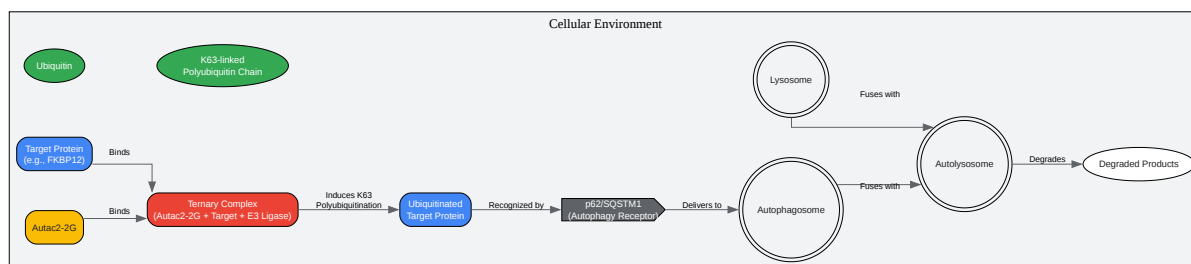 Cellular Environment
Ubiquitin
K63-linked
Polyubiquitin Chain
Lysosome
Fuses with
Target Protein
(e.g., FKBP12)
Binds
Autac2-2G
Binds
Ternary Complex
(Autac2-2G + Target + E3 Ligase)
Induces K63
Polyubiquitination
Ubiquitinated
Target Protein
Recognized by
p62/SQSTM1
(Autophagy Receptor)
Delivers to
Autophagosome
Fuses with
Autolysosome
Degrades
Degraded Products